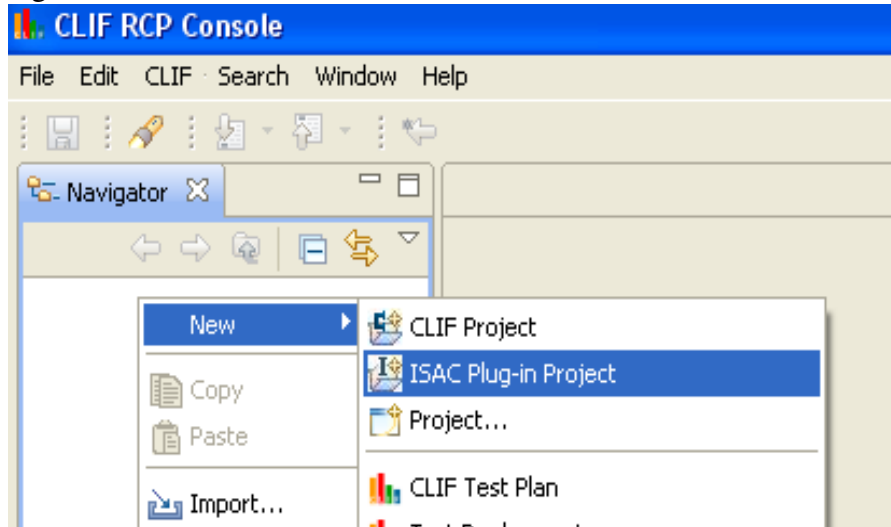 CLIF RCP Console
File Edit CLIF Search Window Help
Navigator
New
CLIF Project
ISAC Plug-in Project
Copy
Project...
Paste
CLIF Test Plan
Import...